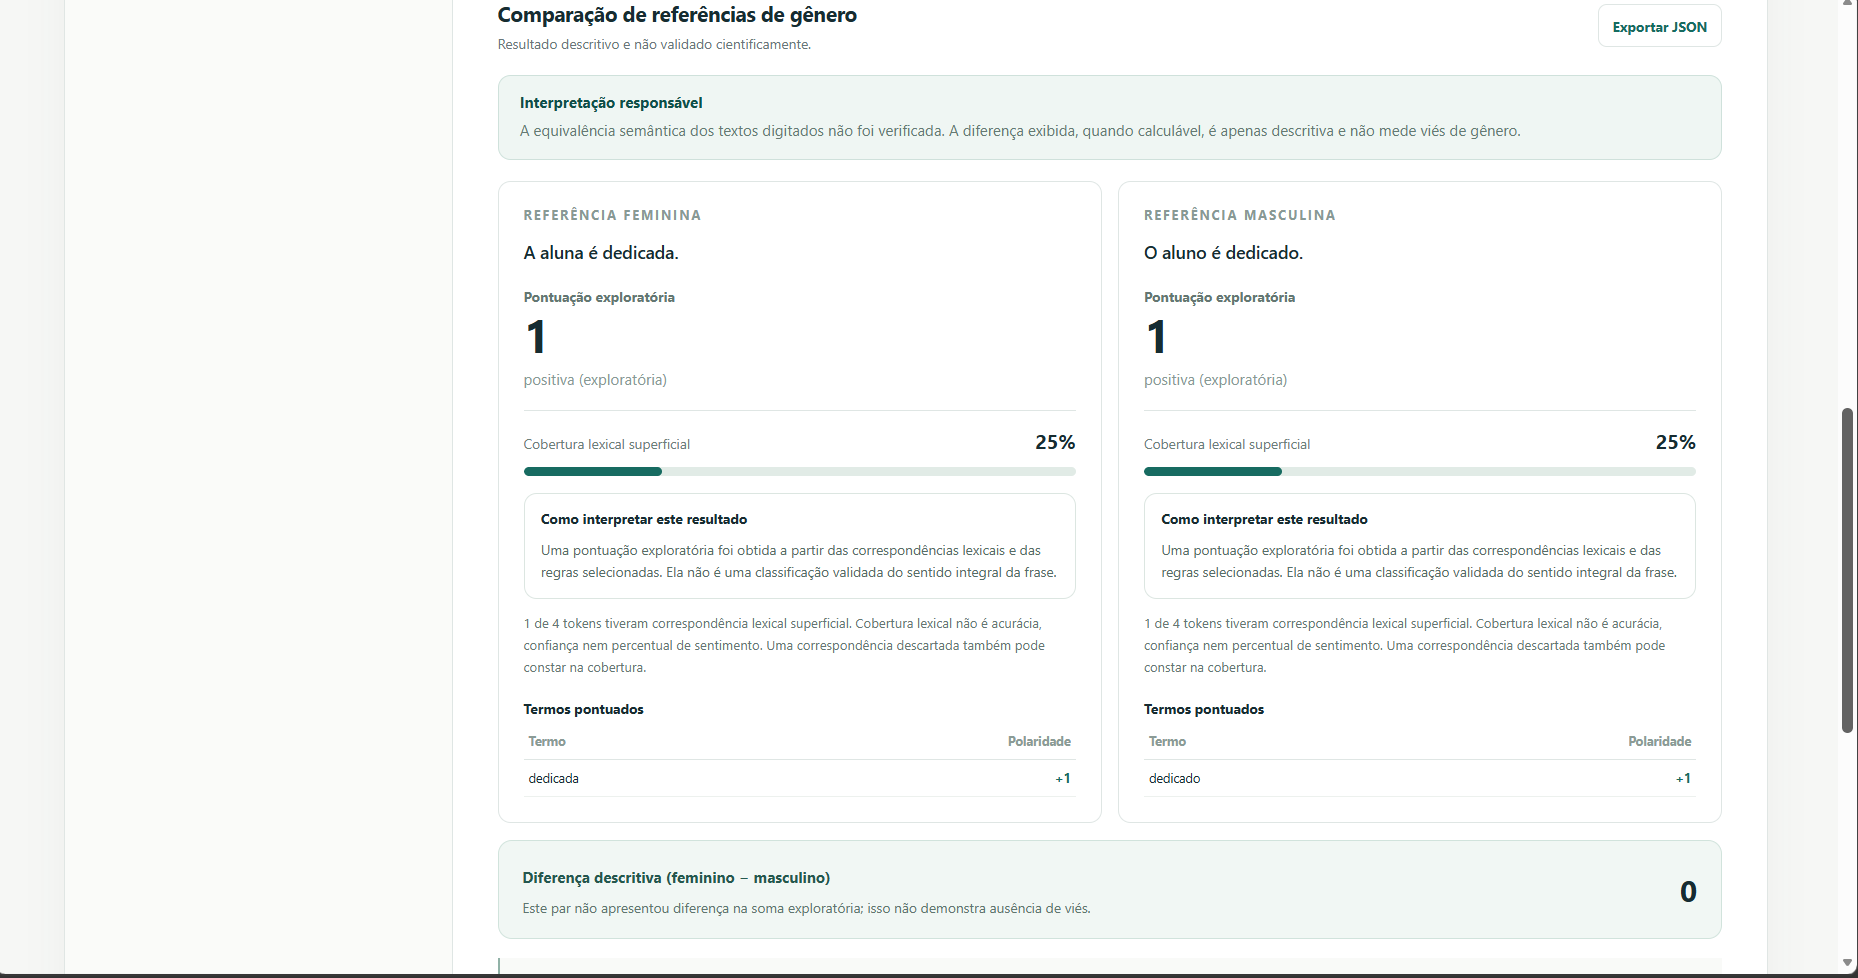 Comparação de referências de gênero
Exportar JSON
Resultado descritivo e não validado cientificamente.
Interpretação responsável
A equivalência semântica dos textos digitados não foi verificada. A diferença exibida, quando calculável, é apenas descritiva e não mede viés de gênero.
REFERÊNCIA FEMININA
A aluna é dedicada.
Pontuação exploratória
1
positiva (exploratória)
Cobertura lexical superficial
25%
Como interpretar este resultado
Uma pontuação exploratória foi obtida a partir das correspondências lexicais e das
regras selecionadas. Ela não é uma classificação validada do sentido integral da frase.
1 de 4 tokens tiveram correspondência lexical superficial. Cobertura lexical não é acurácia,
confiança nem percentual de sentimento. Uma correspondência descartada também pode
constar na cobertura.
Termos pontuados
Termo Polaridade
dedicada +1
REFERÊNCIA MASCULINA
O aluno é dedicado.
Pontuação exploratória
1
positiva (exploratória)
Cobertura lexical superficial
25%
Como interpretar este resultado
Uma pontuação exploratória foi obtida a partir das correspondências lexicais e das
regras selecionadas. Ela não é uma classificação validada do sentido integral da frase.
1 de 4 tokens tiveram correspondência lexical superficial. Cobertura lexical não é acurácia,
confiança nem percentual de sentimento. Uma correspondência descartada também pode
constar na cobertura.
Termos pontuados
Termo Polaridade
dedicado +1
Diferença descritiva (feminino − masculino)
Este par não apresentou diferença na soma exploratória; isso não demonstra ausência de viés.
0